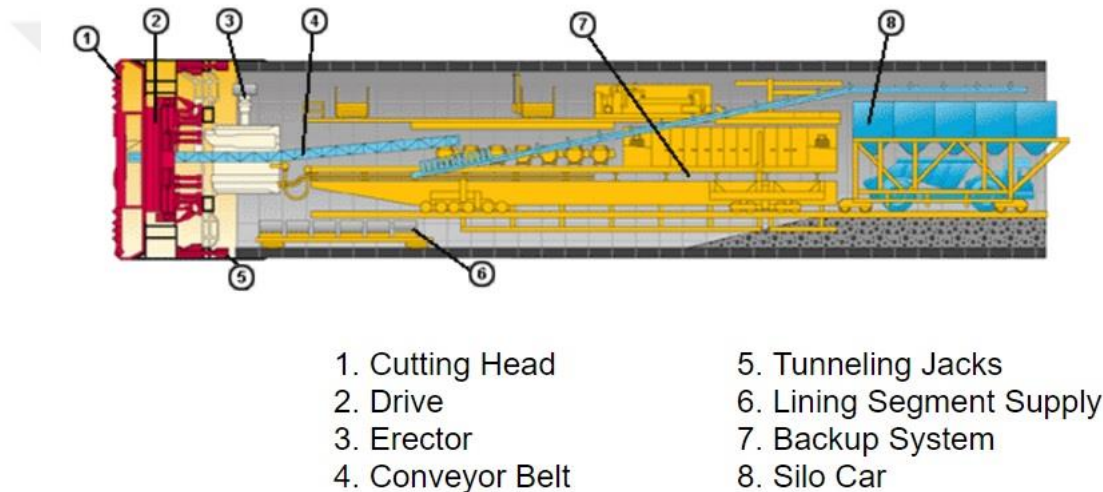 1
2
3
4
7
8
5
6
1. Cutting Head
2. Drive
3. Erector
4. Conveyor Belt
5. Tunneling Jacks
6. Lining Segment Supply
7. Backup System
8. Silo Car